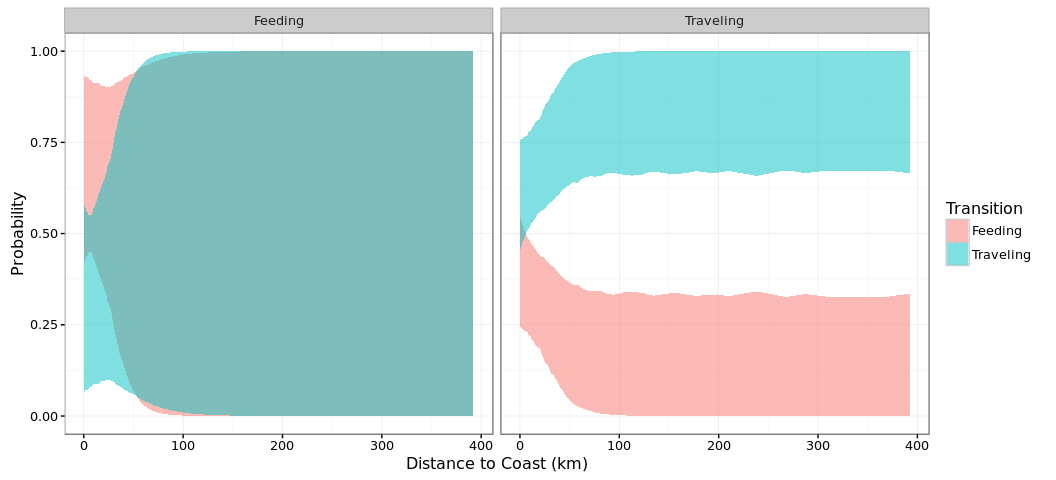 Feeding
Traveling
1.00
0.75
0.50
0.25
0.00
Probability
0 100 200 300 400
0 100 200 300 400
Distance to Coast (km)
Transition
Feeding
Traveling